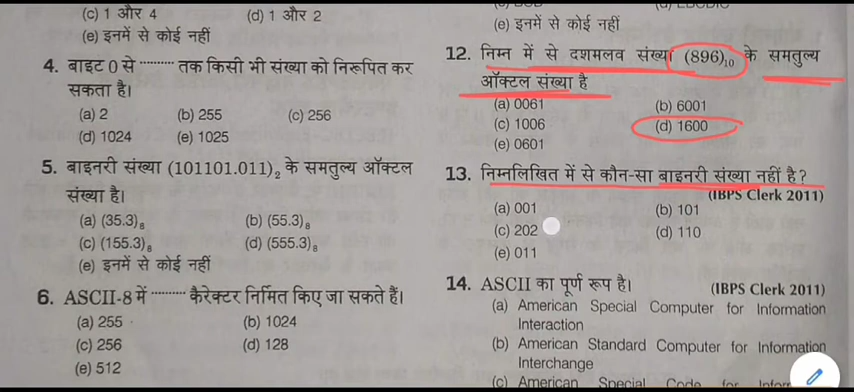 (c) 1 और 4 (d) 1 और 2
(e) इनमें से कोई नहीं
4. बाइट 0 से ········· तक किसी भी संख्या को निरूपित कर
सकता है।
(a) 2 (b) 255 (c) 256
(d) 1024 (e) 1025
5. बाइनरी संख्या (101101.011)₂ के समतुल्य ऑक्टल
संख्या है।
(a) (35.3)₈ (b) (55.3)₈
(c) (155.3)₈ (d) (555.3)₈
(e) इनमें से कोई नहीं
6. ASCII-8 में ········· कैरेक्टर निर्मित किए जा सकते हैं।
(a) 255 (b) 1024
(c) 256 (d) 128
(e) 512
(e) इनमें से कोई नहीं
12. निम्न में से दशमलव संख्या (896)₁₀ के समतुल्य
ऑक्टल संख्या है
(a) 0061 (b) 6001
(c) 1006 (d) 1600
(e) 0601
13. निम्नलिखित में से कौन-सा बाइनरी संख्या नहीं है?
(IBPS Clerk 2011)
(a) 001 (b) 101
(c) 202 (d) 110
(e) 011
14. ASCII का पूर्ण रूप है। (IBPS Clerk 2011)
(a) American Special Computer for Information
Interaction
(b) American Standard Computer for Information
Interchange
(c) American Special Code for